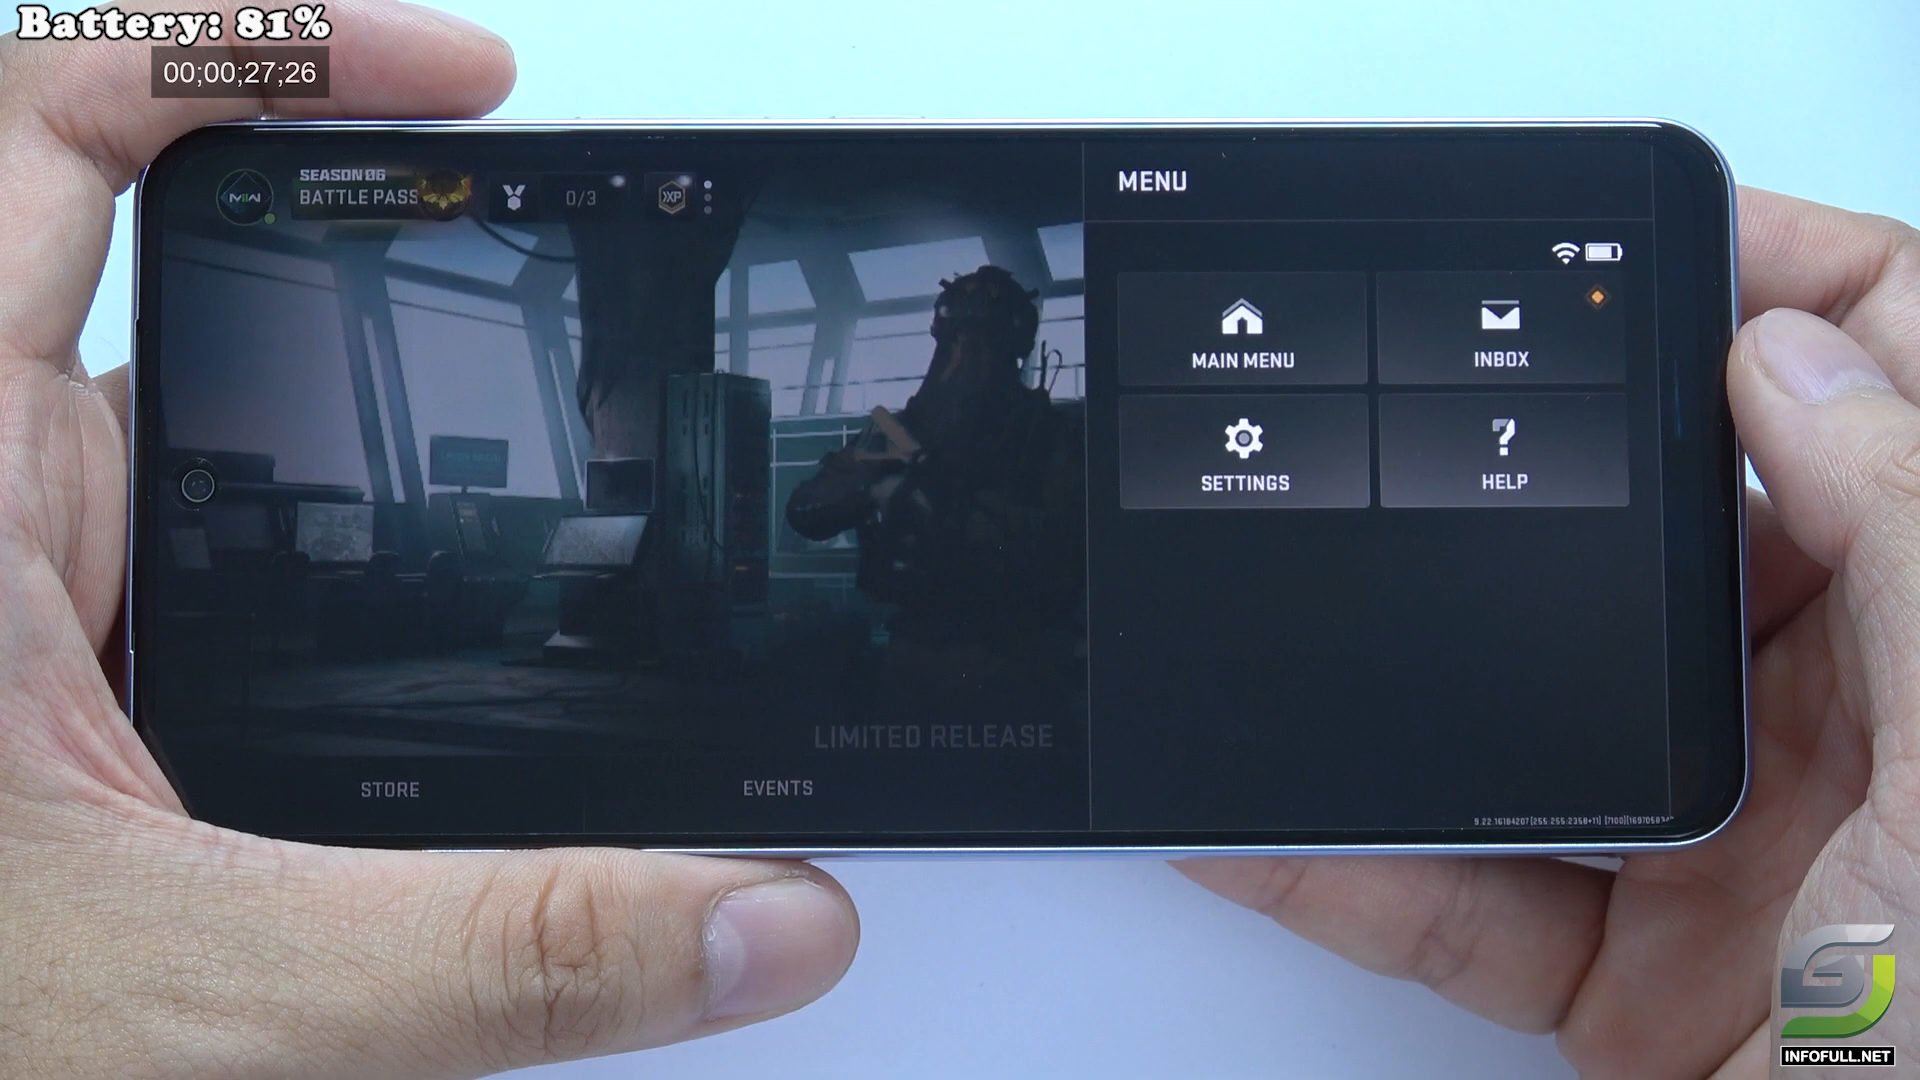 Battery: 81%
00;00;27;26
SEASON 06
BATTLE PASS
MW
0/3
XP
MENU
MAIN MENU
INBOX
SETTINGS
HELP
LIMITED RELEASE
STORE
EVENTS
INFOFULL.NET